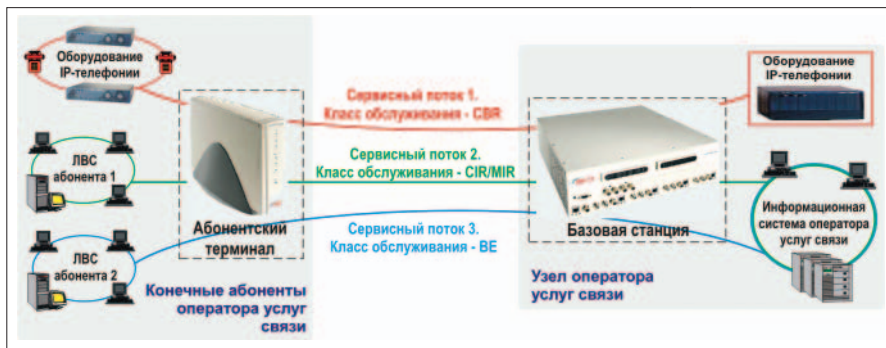 Оборудование
IP-телефонии
ЛВС
абонента 1
ЛВС
абонента 2
Абонентский
терминал
Конечные абоненты
оператора услуг
связи
Сервисный поток 1.
Класс обслуживания - CBR
Сервисный поток 2.
Класс обслуживания - CIR/MIR
Сервисный поток 3.
Класс обслуживания - BE
Базовая станция
Узел оператора
услуг связи
Оборудование
IP-телефонии
Информационная
система оператора
услуг связи